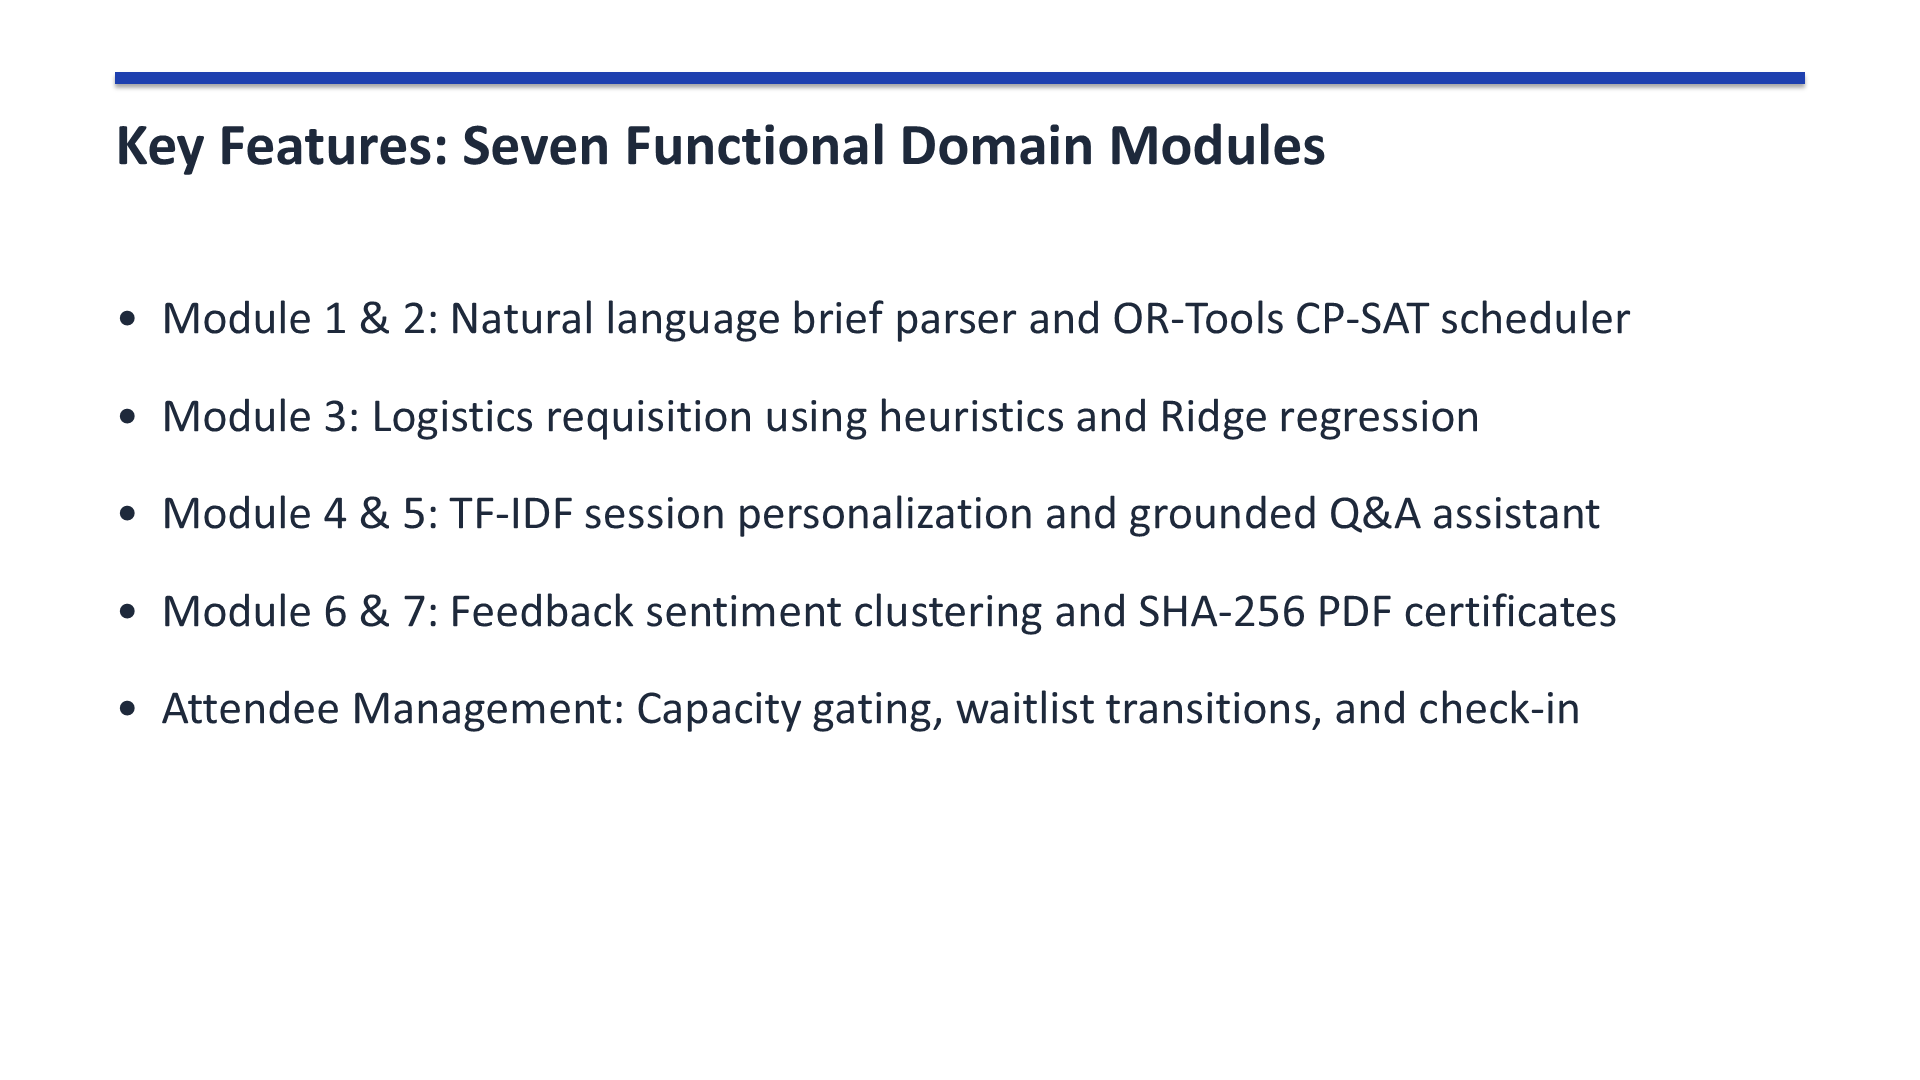 Key Features: Seven Functional Domain Modules
• Module 1 & 2: Natural language brief parser and OR-Tools CP-SAT scheduler
• Module 3: Logistics requisition using heuristics and Ridge regression
• Module 4 & 5: TF-IDF session personalization and grounded Q&A assistant
• Module 6 & 7: Feedback sentiment clustering and SHA-256 PDF certificates
• Attendee Management: Capacity gating, waitlist transitions, and check-in